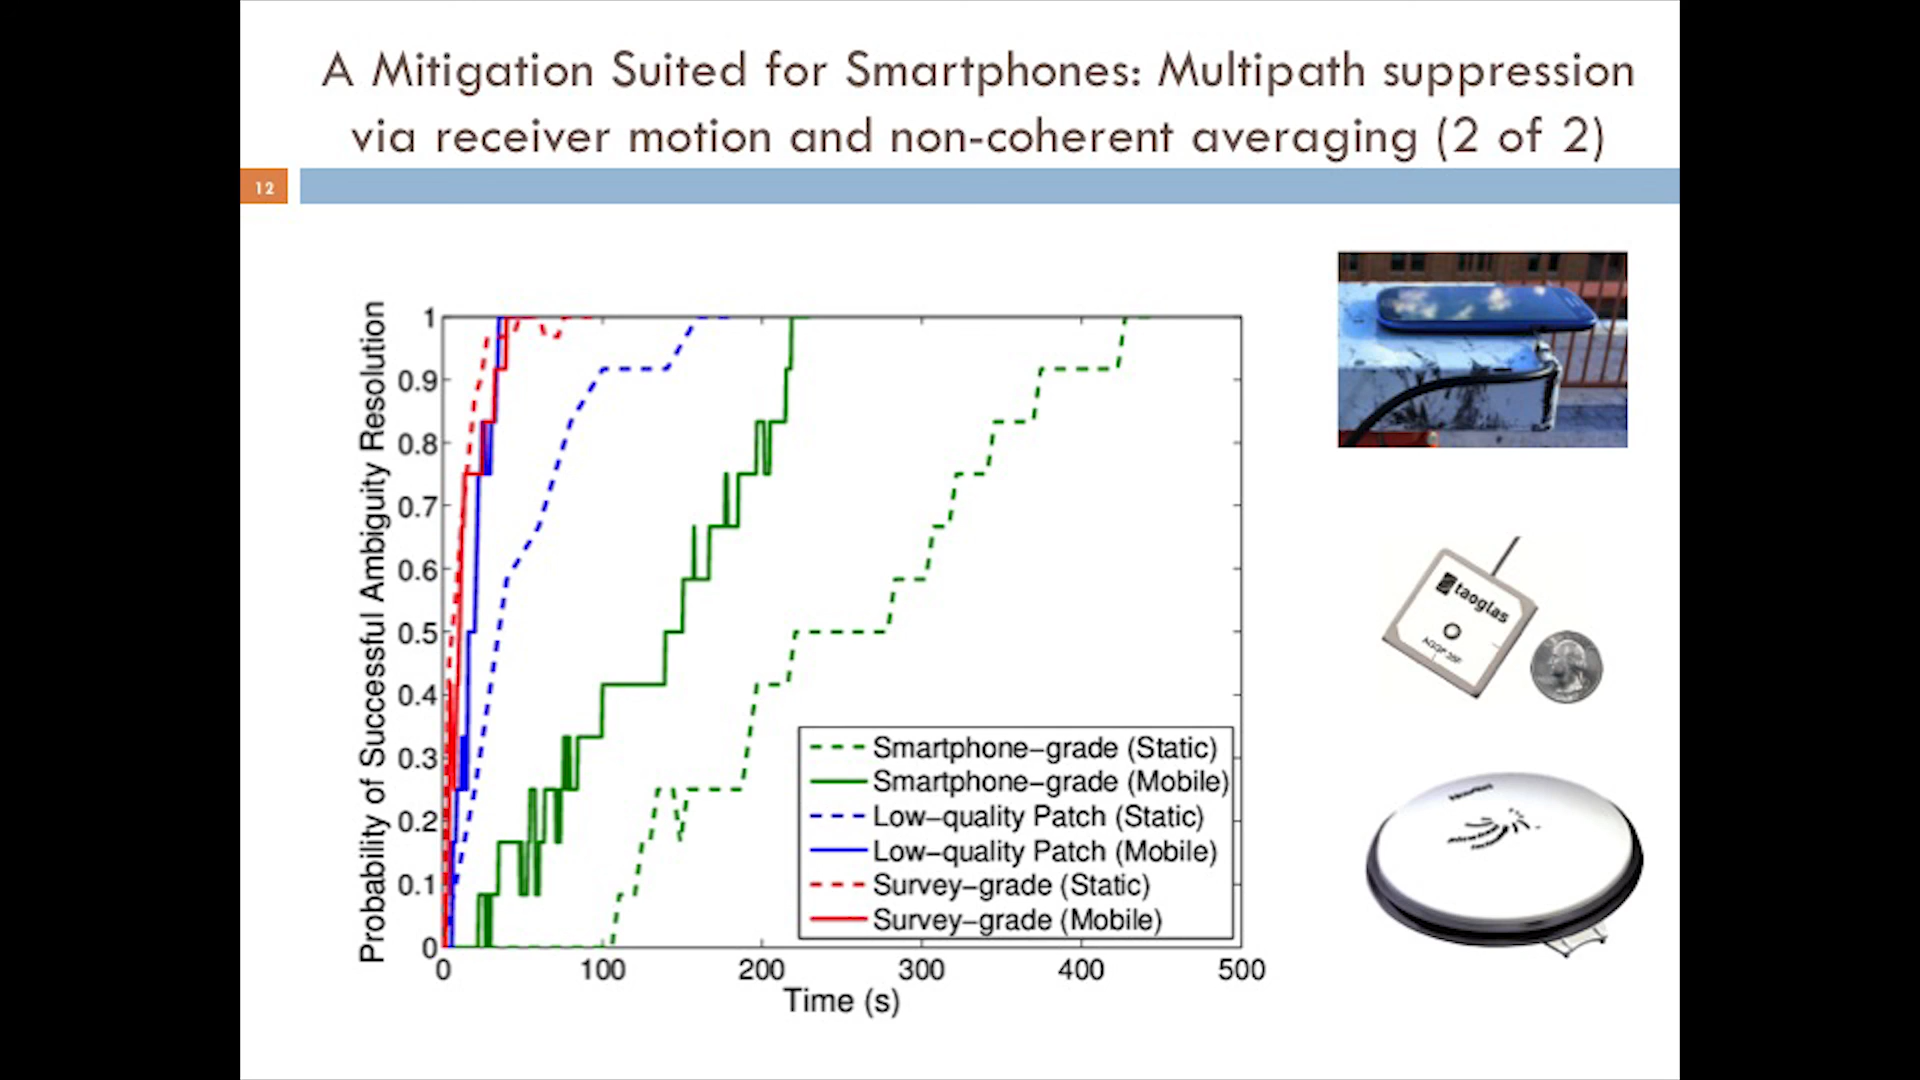 A Mitigation Suited for Smartphones: Multipath suppression
via receiver motion and non-coherent averaging (2 of 2)
12
Probability of Successful Ambiguity Resolution
1
0.9
0.8
0.7
0.6
0.5
0.4
0.3
0.2
0.1
0
0 100 200 300 400 500
Time (s)
Smartphone-grade (Static)
Smartphone-grade (Mobile)
Low-quality Patch (Static)
Low-quality Patch (Mobile)
Survey-grade (Static)
Survey-grade (Mobile)
taoglas